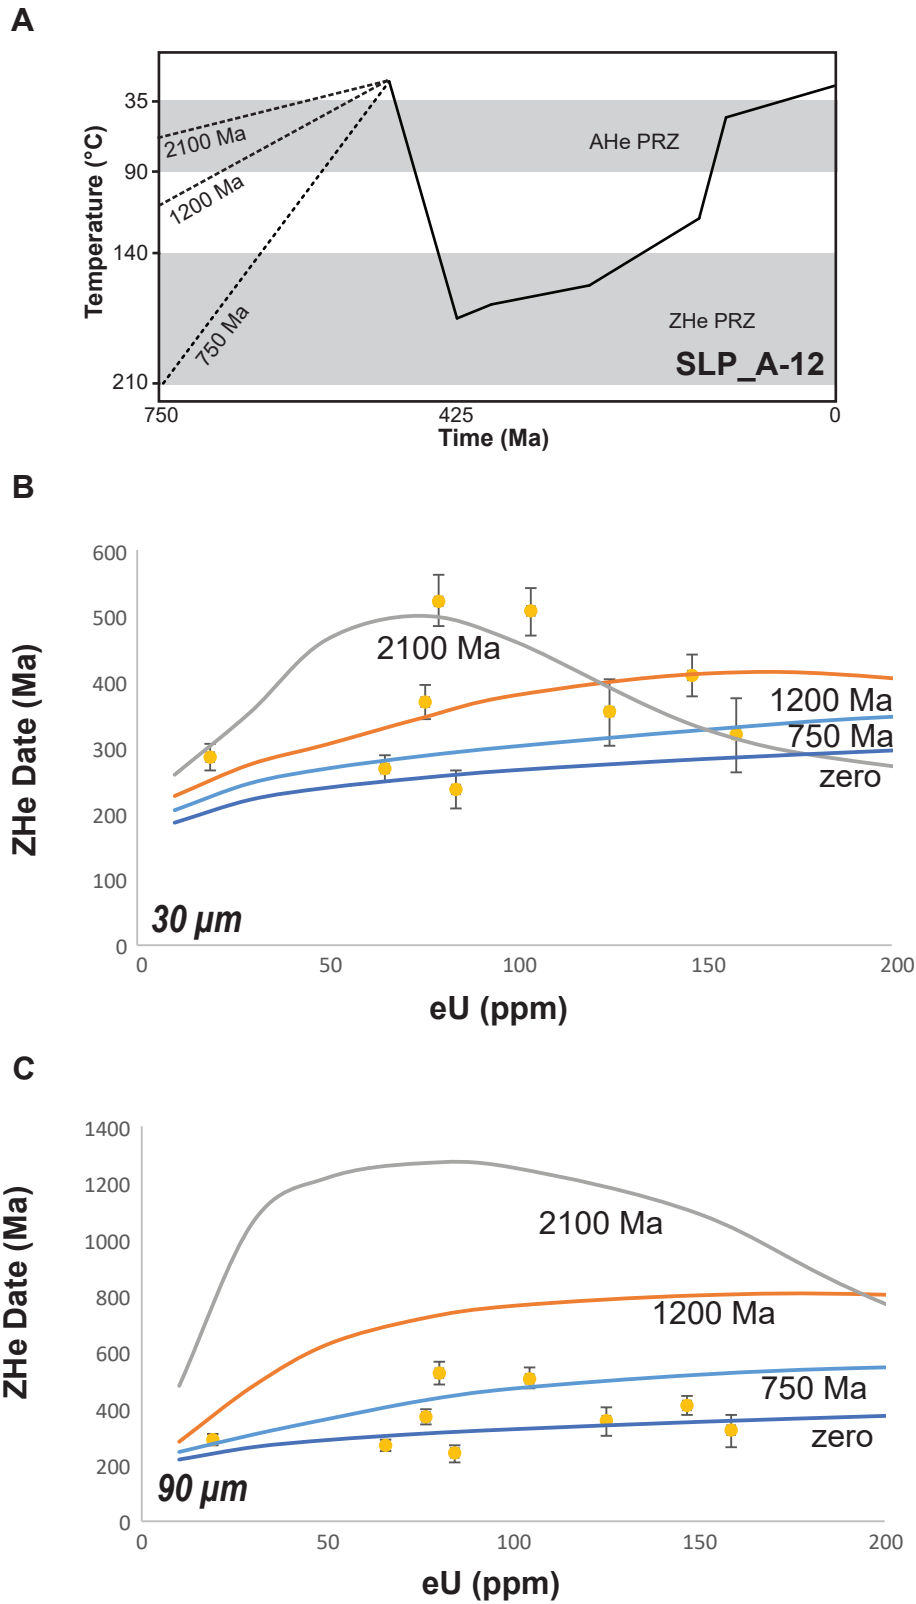 A
Temperature (°C)
35
90
140
210
2100 Ma
1200 Ma
750 Ma
AHe PRZ
ZHe PRZ
SLP_A-12
750
425
0
Time (Ma)
B
ZHe Date (Ma)
600
500
400
300
200
100
0
2100 Ma
1200 Ma
750 Ma
zero
30 µm
0
50
100
150
200
eU (ppm)
C
ZHe Date (Ma)
1400
1200
1000
800
600
400
200
0
2100 Ma
1200 Ma
750 Ma
zero
90 µm
0
50
100
150
200
eU (ppm)